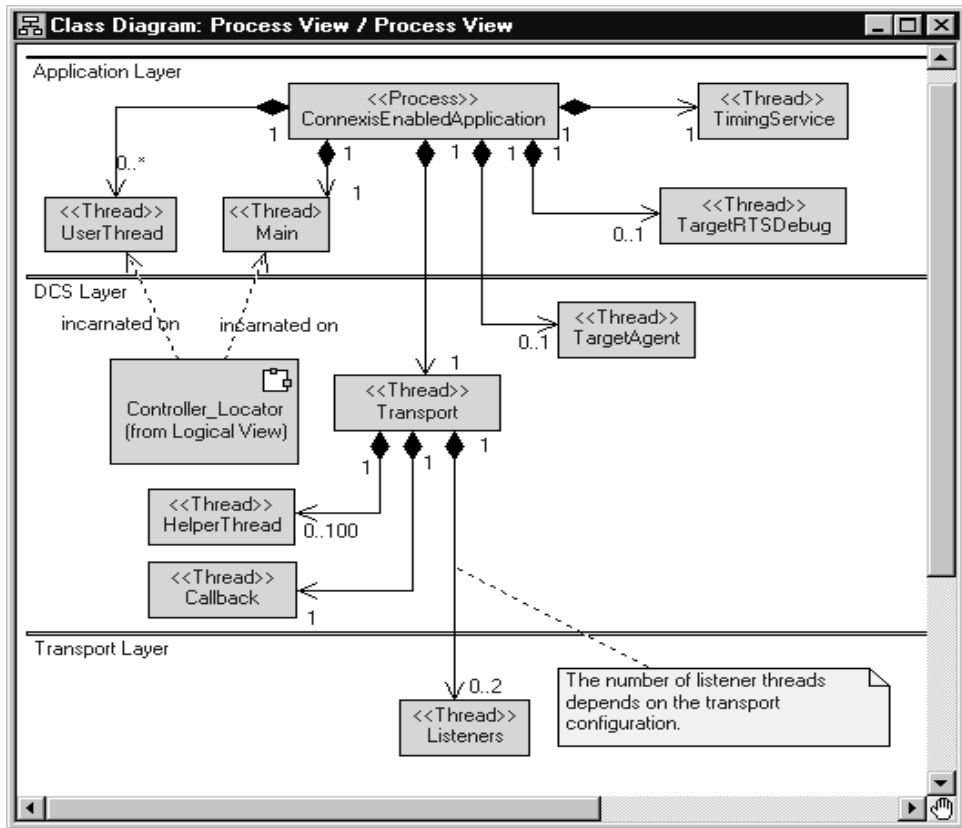 Class Diagram: Process View / Process View
Application Layer
<<Process>>
ConnexisEnabledApplication
<<Thread>>
TimingService
1
1
1
1
1
1
1
1
0..*
1
<<Thread>>
UserThread
<<Thread>
Main
<<Thread>>
TargetRTSDebug
0..1
DCS Layer
incarnated on
incarnated on
<<Thread>>
TargetAgent
0..1
1
Controller_Locator
(from Logical View)
<<Thread>>
Transport
1
1
1
<<Thread>>
HelperThread
0..100
<<Thread>>
Callback
1
Transport Layer
0..2
<<Thread>>
Listeners
The number of listener threads
depends on the transport
configuration.